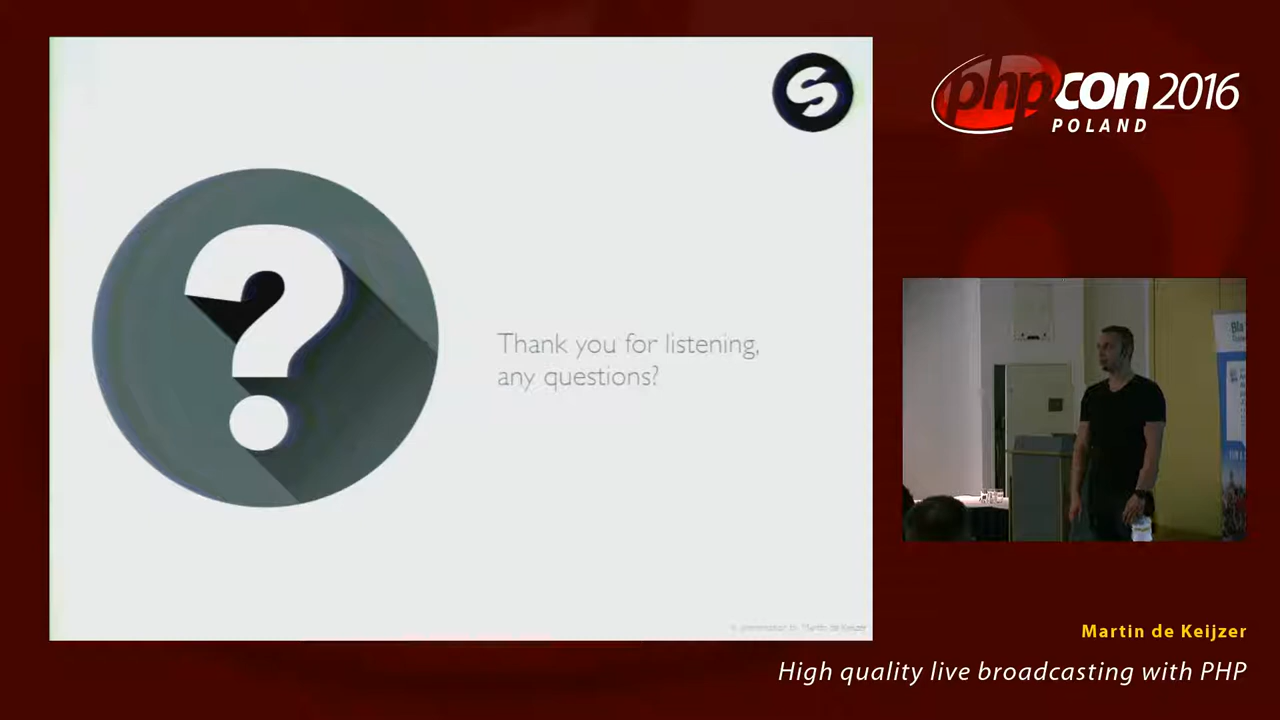 phpcon 2016
POLAND
Thank you for listening,
any questions?
Martin de Keijzer
High quality live broadcasting with PHP